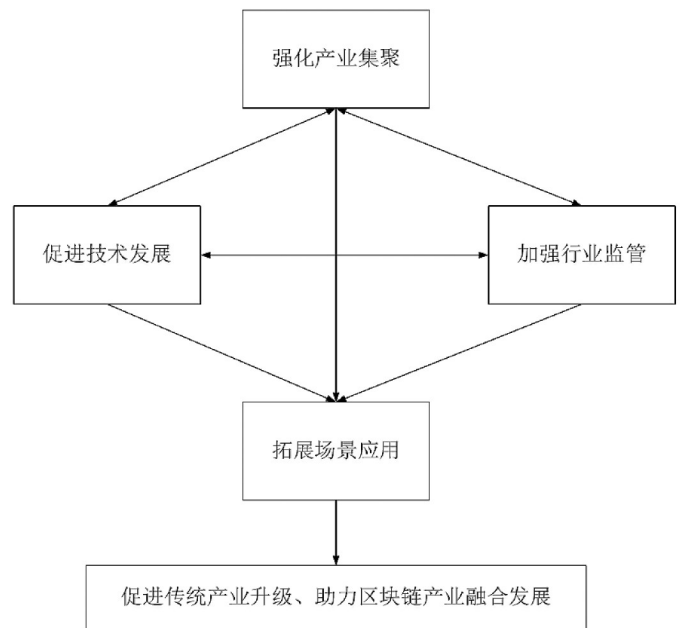 强化产业集聚
促进技术发展
加强行业监管
拓展场景应用
促进传统产业升级、助力区块链产业融合发展